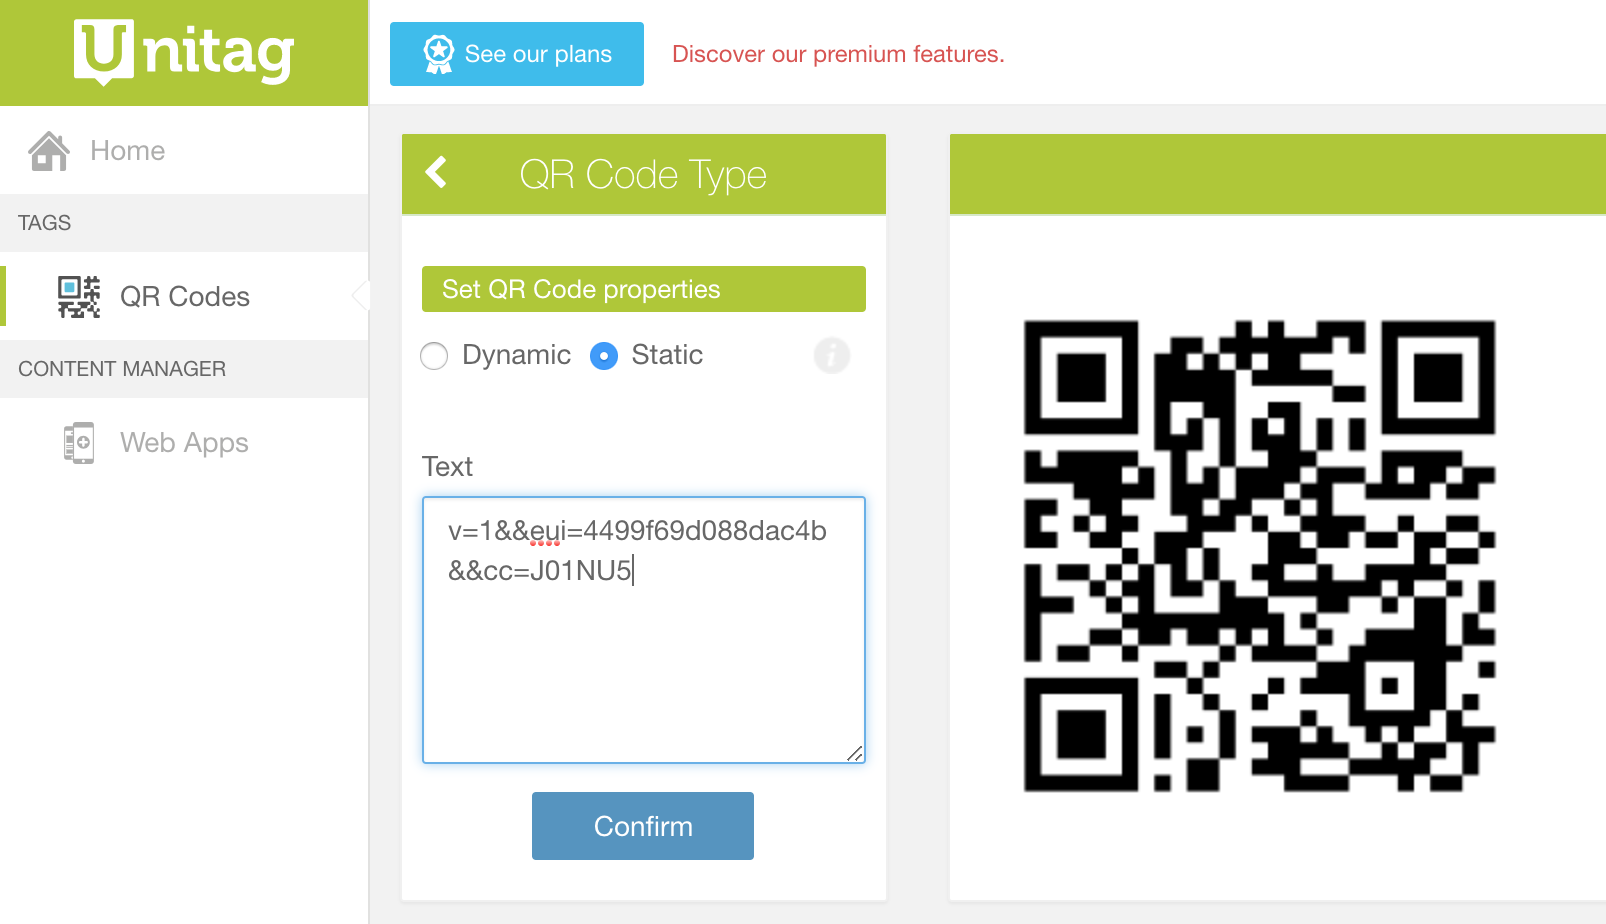 Unitag
See our plans
Discover our premium features.
Home
TAGS
QR Codes
CONTENT MANAGER
Web Apps
QR Code Type
Set QR Code properties
Dynamic
Static
i
Text
v=1&&eui=4499f69d088dac4b
&&cc=J01NU5
Confirm